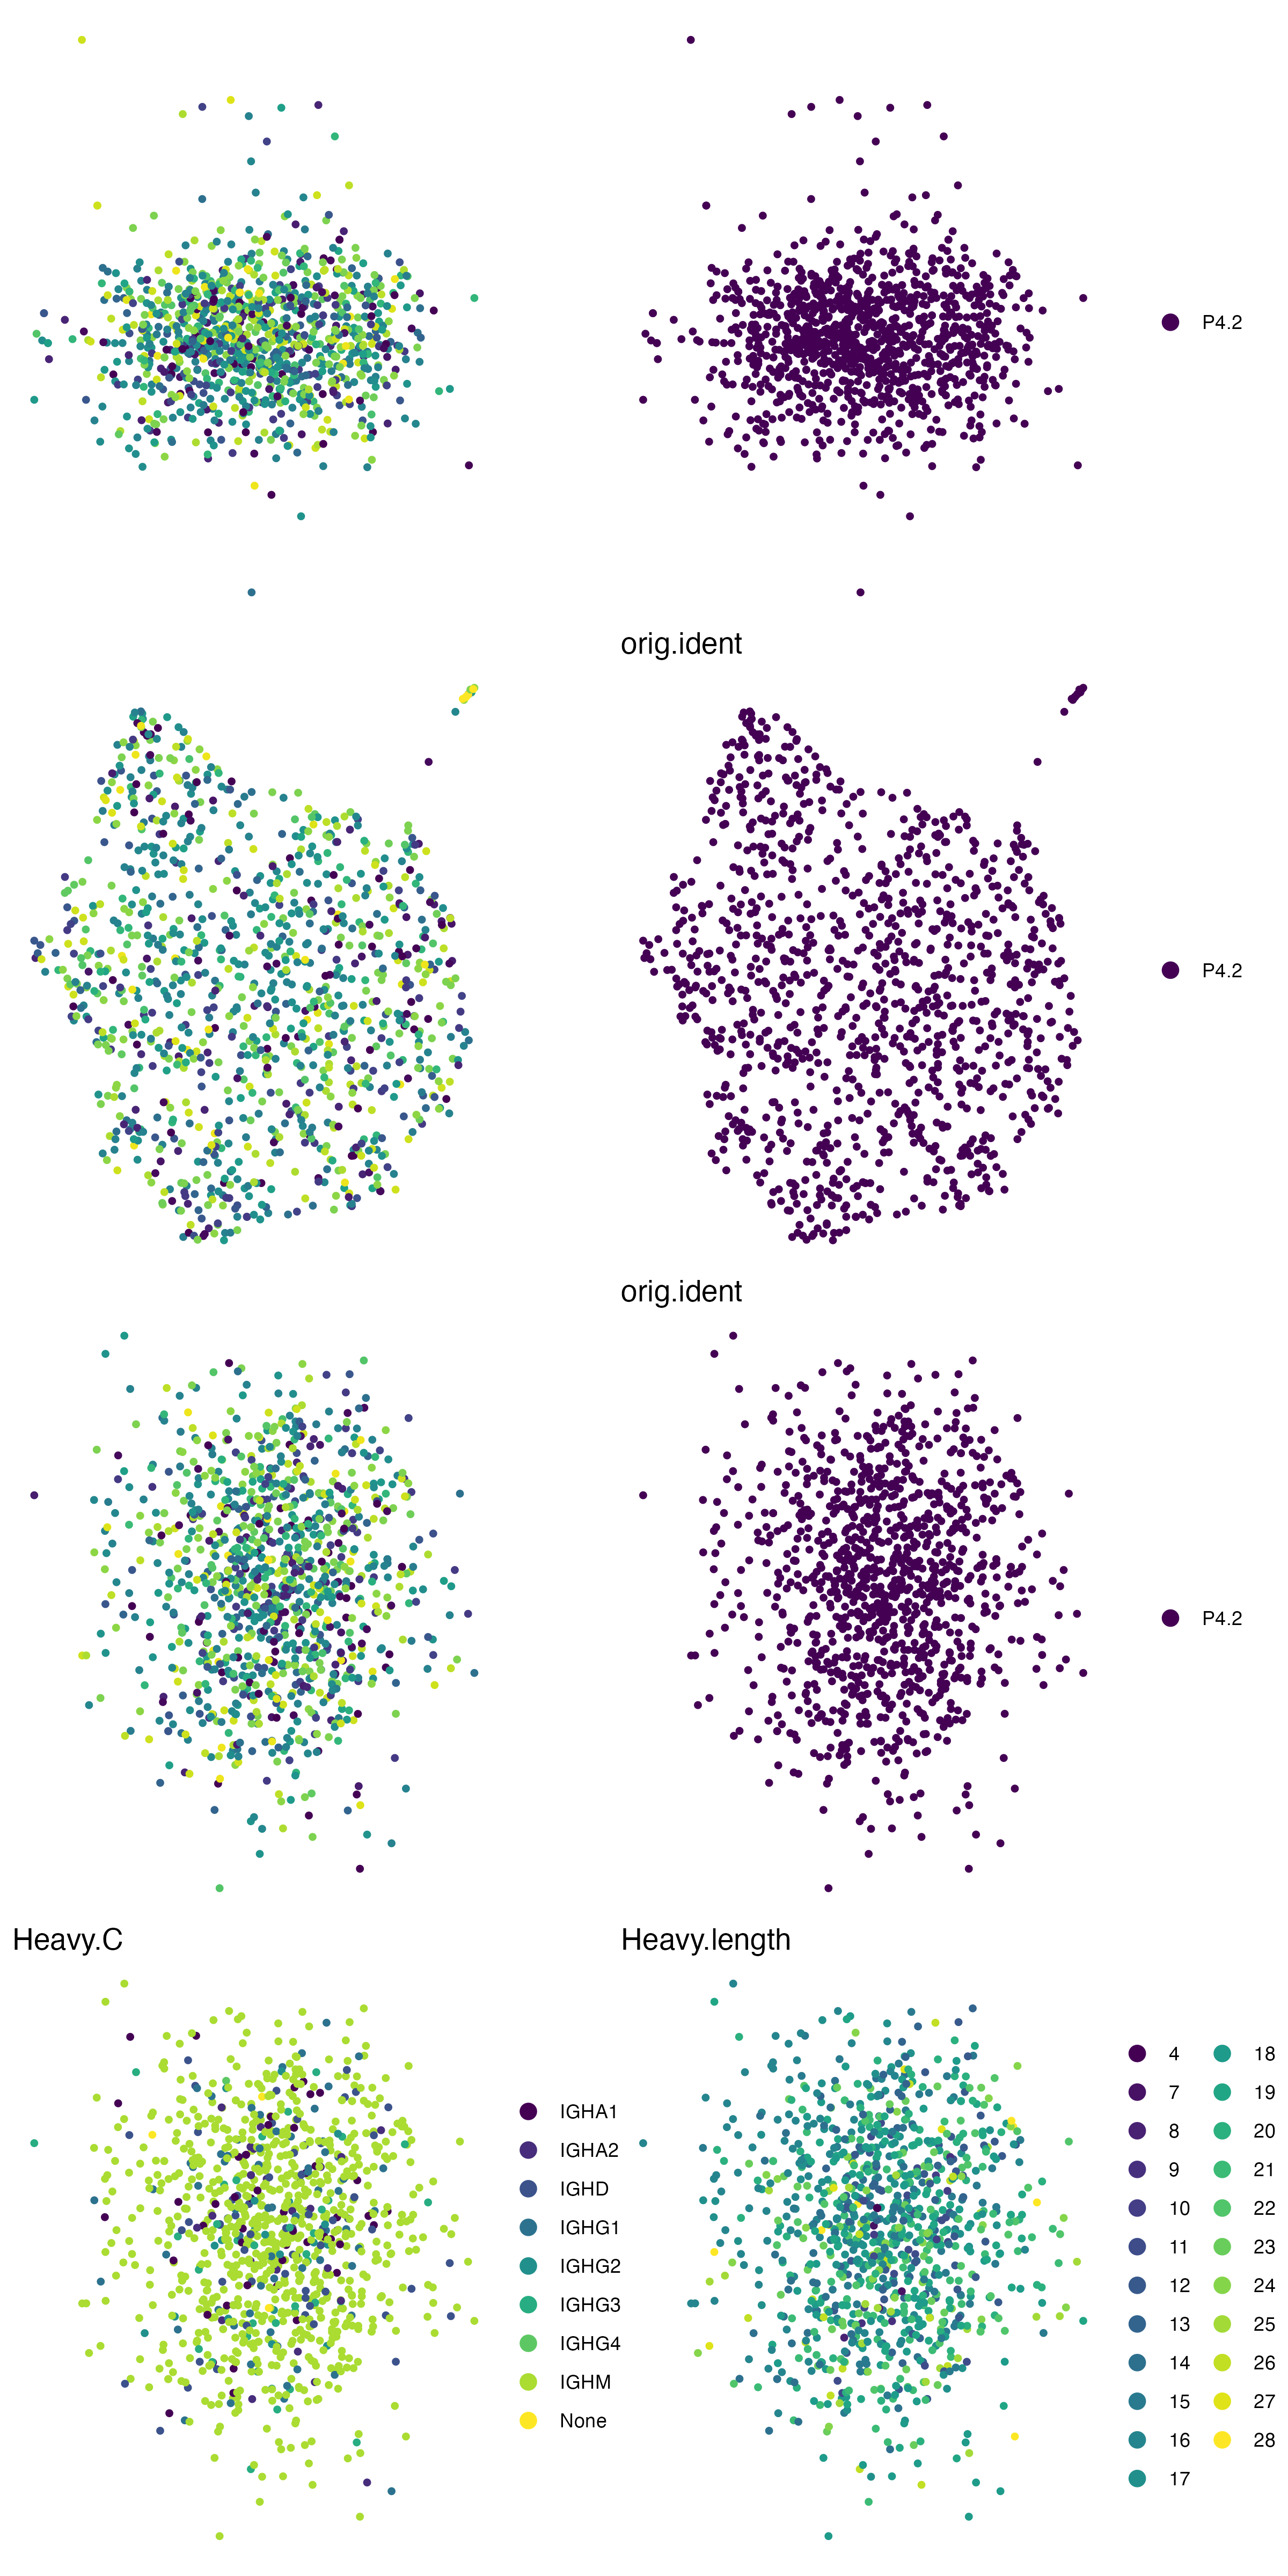 P4.2
orig.ident
P4.2
orig.ident
P4.2
Heavy.C
IGHA1
IGHA2
IGHD
IGHG1
IGHG2
IGHG3
IGHG4
IGHM
None
Heavy.length
4
7
8
9
10
11
12
13
14
15
16
17
18
19
20
21
22
23
24
25
26
27
28